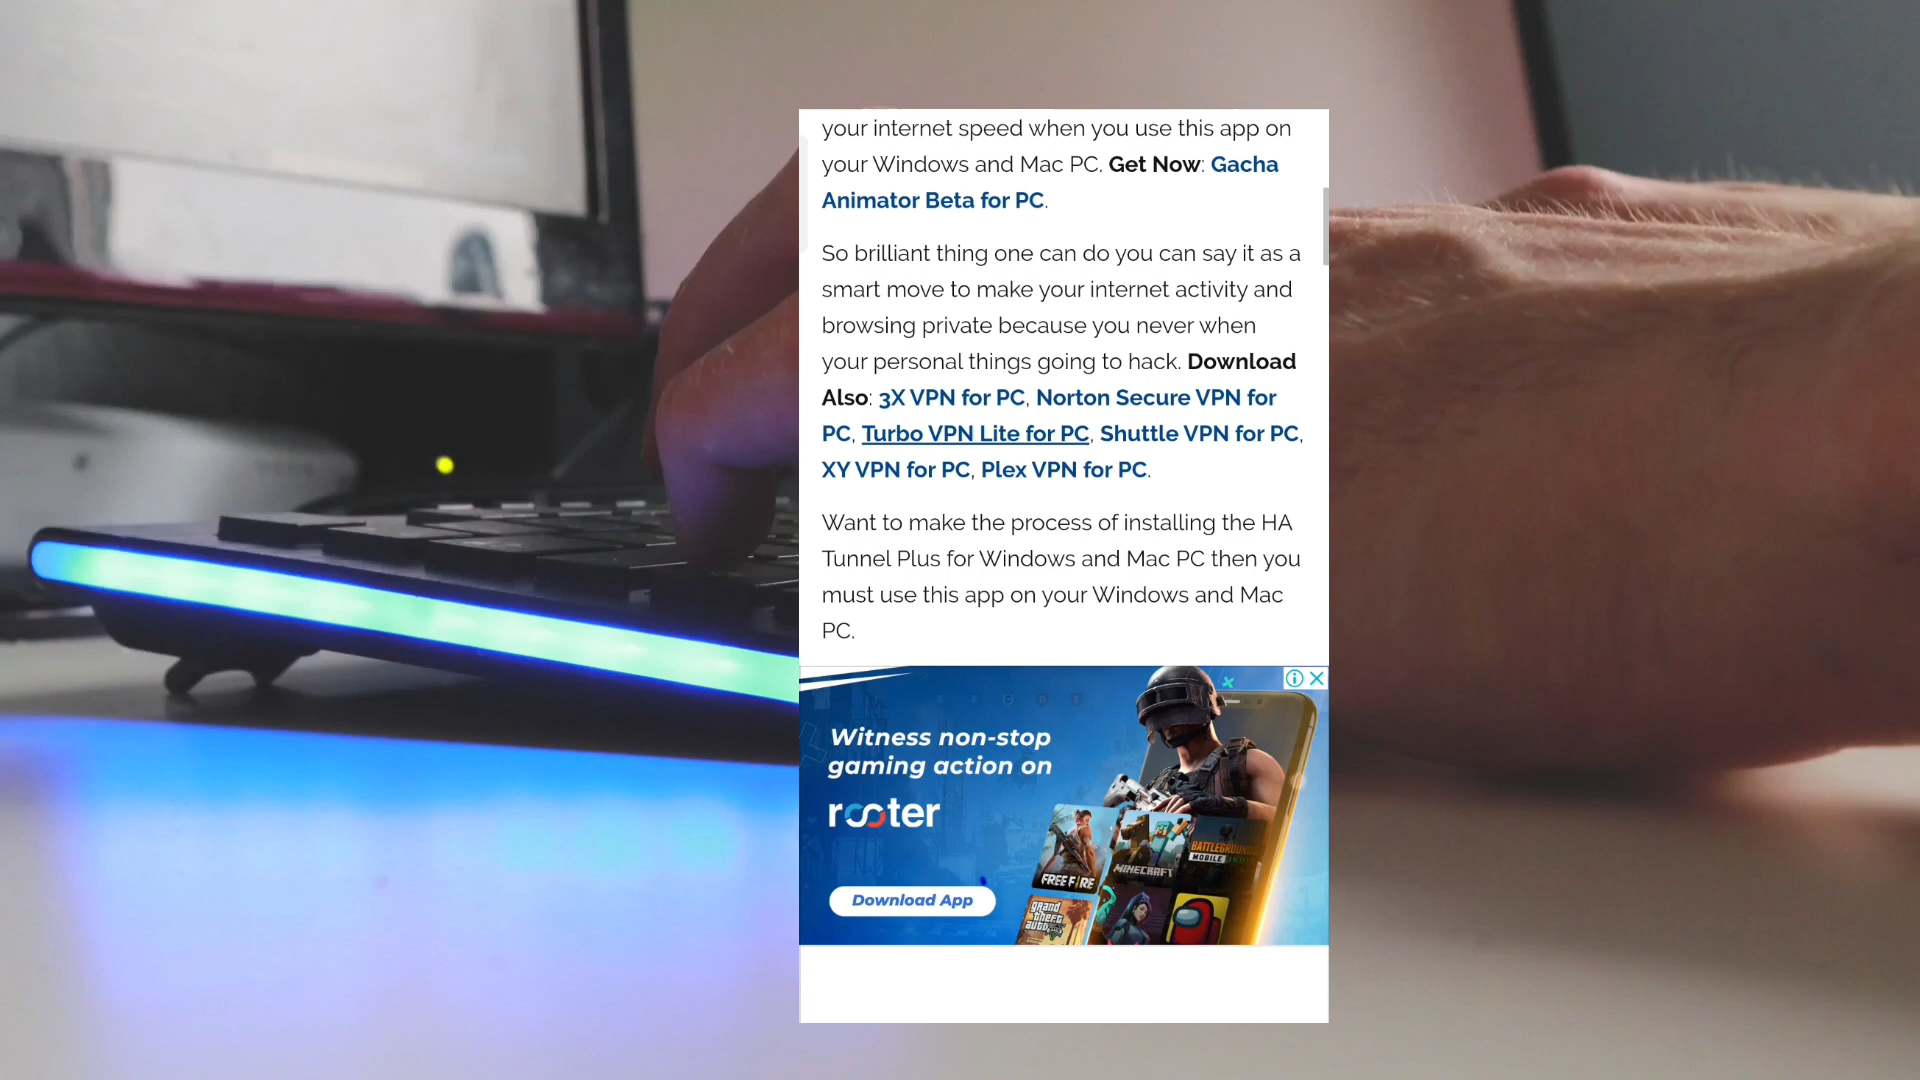 your internet speed when you use this app on
your Windows and Mac PC. Get Now: Gacha
Animator Beta for PC.
So brilliant thing one can do you can say it as a
smart move to make your internet activity and
browsing private because you never when
your personal things going to hack. Download
Also: 3X VPN for PC, Norton Secure VPN for
PC, Turbo VPN Lite for PC, Shuttle VPN for PC,
XY VPN for PC, Plex VPN for PC.
Want to make the process of installing the HA
Tunnel Plus for Windows and Mac PC then you
must use this app on your Windows and Mac
PC.
Witness non-stop
gaming action on
rooter
Download App
FREE FIRE
MINECRAFT
BATTLEGROUNDS
MOBILE INDIA
grand
theft
auto